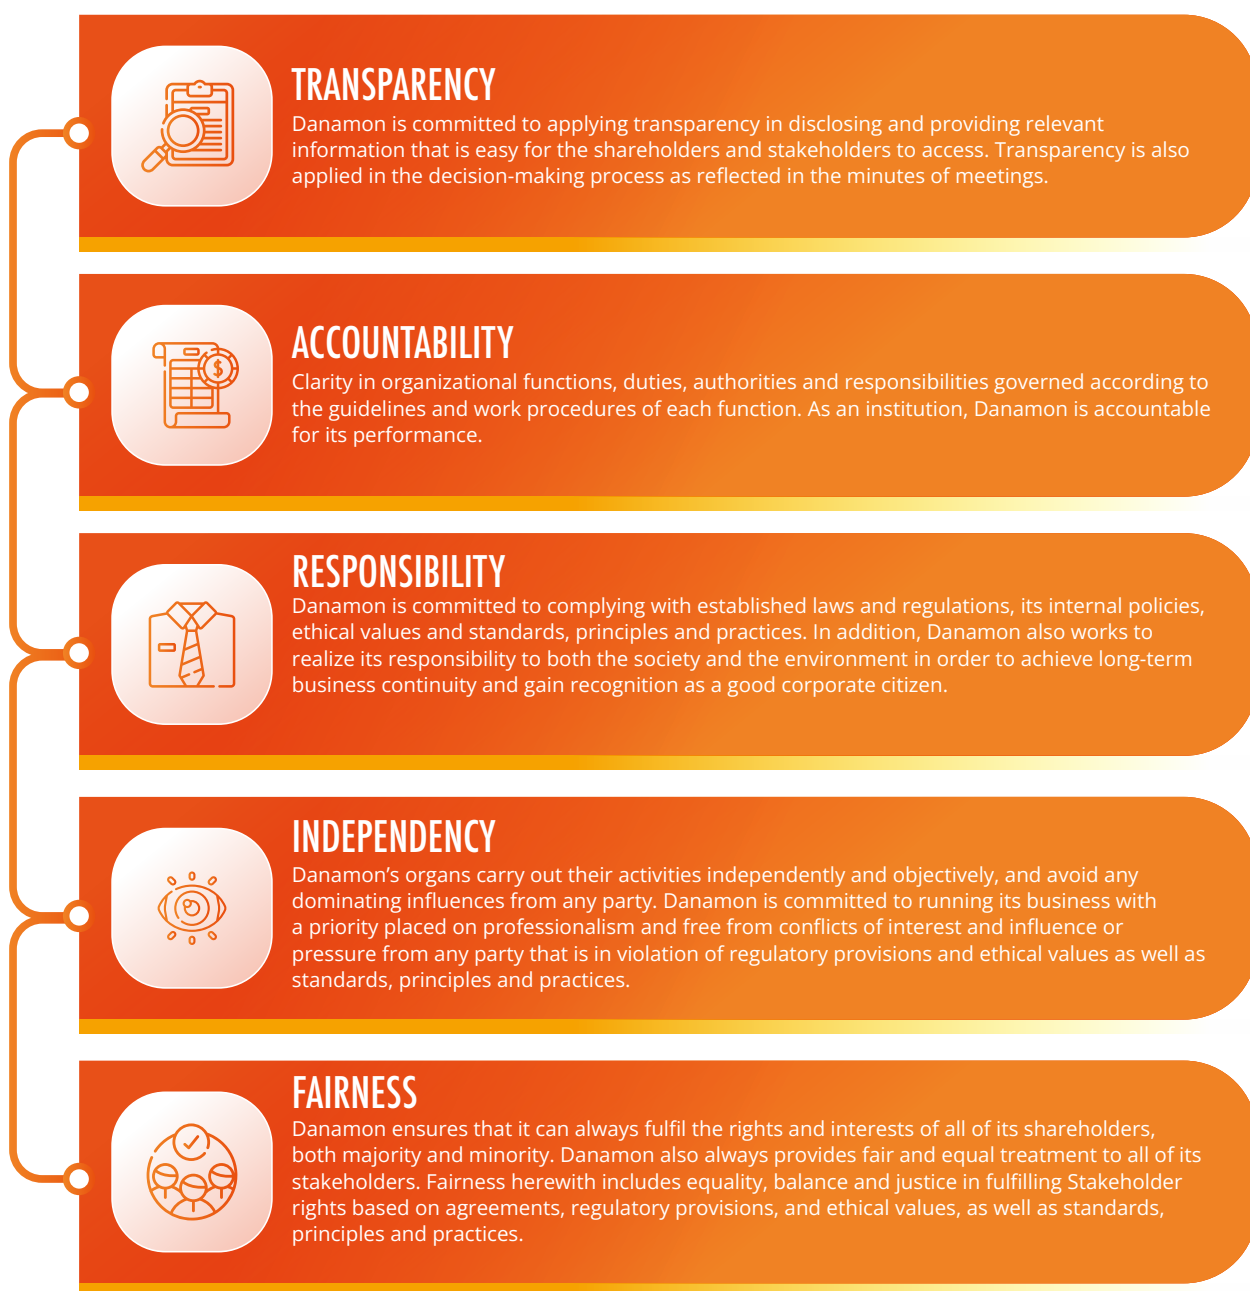 TRANSPARENCY
Danamon is committed to applying transparency in disclosing and providing relevant
information that is easy for the shareholders and stakeholders to access. Transparency is also
applied in the decision-making process as reflected in the minutes of meetings.
ACCOUNTABILITY
$
Clarity in organizational functions, duties, authorities and responsibilities governed according to
the guidelines and work procedures of each function. As an institution, Danamon is accountable
for its performance.
RESPONSIBILITY
Danamon is committed to complying with established laws and regulations, its internal policies,
ethical values and standards, principles and practices. In addition, Danamon also works to
realize its responsibility to both the society and the environment in order to achieve long-term
business continuity and gain recognition as a good corporate citizen.
INDEPENDENCY
Danamon’s organs carry out their activities independently and objectively, and avoid any
dominating influences from any party. Danamon is committed to running its business with
a priority placed on professionalism and free from conflicts of interest and influence or
pressure from any party that is in violation of regulatory provisions and ethical values as well as
standards, principles and practices.
FAIRNESS
Danamon ensures that it can always fulfil the rights and interests of all of its shareholders,
both majority and minority. Danamon also always provides fair and equal treatment to all of its
stakeholders. Fairness herewith includes equality, balance and justice in fulfilling Stakeholder
rights based on agreements, regulatory provisions, and ethical values, as well as standards,
principles and practices.